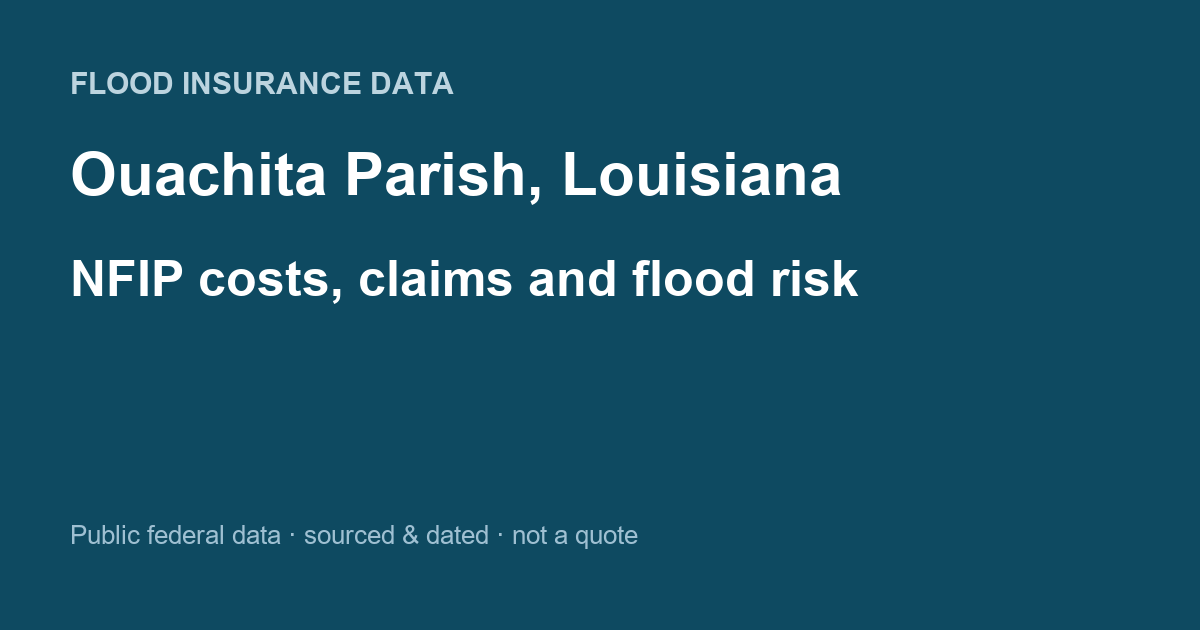 FLOOD INSURANCE DATA
Ouachita Parish, Louisiana
NFIP costs, claims and flood risk
Public federal data · sourced & dated · not a quote